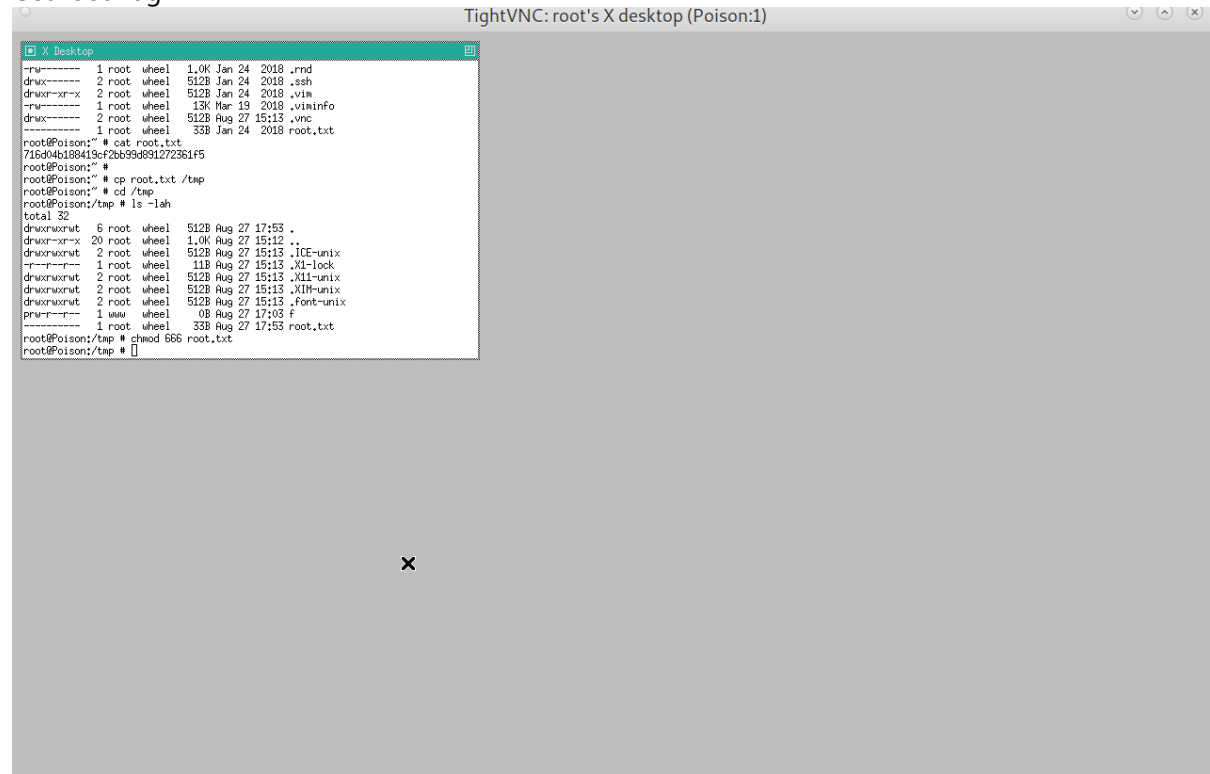 TightVNC: root's X desktop (Poison:1)
X Desktop
-rw------- 1 root wheel 1.0K Jan 24 2018 .rnd
drwx------ 2 root wheel 512B Jan 24 2018 .ssh
drwxr-xr-x 2 root wheel 512B Jan 24 2018 .vim
-rw------- 1 root wheel 13K Mar 19 2018 .viminfo
drwx------ 2 root wheel 512B Aug 27 15:13 .vnc
---------- 1 root wheel 33B Jan 24 2018 root.txt
root@Poison:~ # cat root.txt
716d04b188419cf2bb99d891272361f5
root@Poison:~ #
root@Poison:~ # cp root.txt /tmp
root@Poison:~ # cd /tmp
root@Poison:/tmp # ls -lah
total 32
drwxrwxrwt 6 root wheel 512B Aug 27 17:53 .
drwxr-xr-x 20 root wheel 1.0K Aug 27 15:12 ..
drwxrwxrwt 2 root wheel 512B Aug 27 15:13 .ICE-unix
-r--r--r-- 1 root wheel 11B Aug 27 15:13 .X1-lock
drwxrwxrwt 2 root wheel 512B Aug 27 15:13 .X11-unix
drwxrwxrwt 2 root wheel 512B Aug 27 15:13 .XIM-unix
drwxrwxrwt 2 root wheel 512B Aug 27 15:13 .font-unix
prw-r--r-- 1 www wheel 0B Aug 27 17:03 f
---------- 1 root wheel 33B Aug 27 17:53 root.txt
root@Poison:/tmp # chmod 666 root.txt
root@Poison:/tmp #